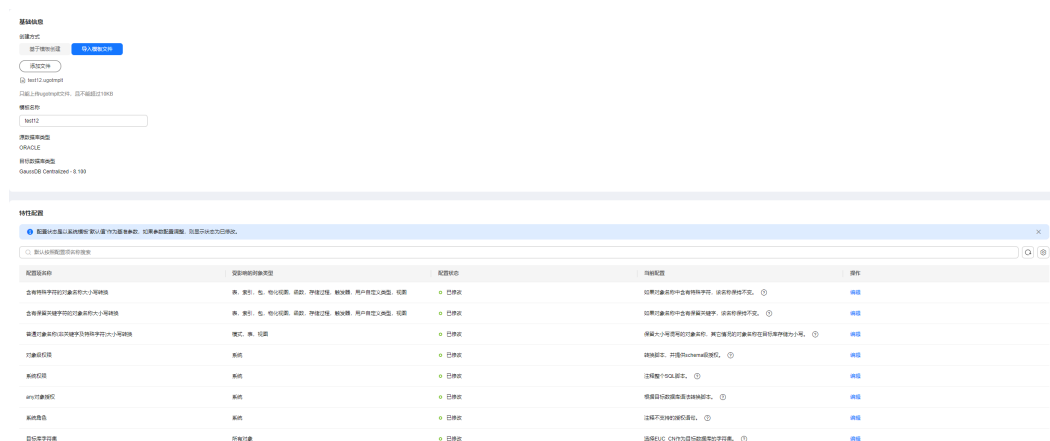 基础信息
创建方式
基于模板创建 导入模板文件
添加文件
test12.ugotmplt
只能上传ugotmplt文件，且不能超过19KB
模板名称
test12
源数据库类型
ORACLE
目标数据库类型
GaussDB Centralized - 8.100
特性配置
配置状态是以系统模板“默认值”作为基准参数，如果参数配置调整，则显示状态为已修改。
默认按照配置项名称搜索
配置项名称 受影响的对象类型 配置状态 当前配置 操作
含有特殊字符的对象名称大小写转换 表、索引、包、物化视图、函数、存储过程、触发器、用户自定义类型、视图 已修改 如果对象名称中含有特殊字符，该名称保持不变。 编辑
含有保留关键字符的对象名称大小写转换 表、索引、包、物化视图、函数、存储过程、触发器、用户自定义类型、视图 已修改 如果对象名称中含有保留关键字，该名称保持不变。 编辑
普通对象名称(非关键字及特殊字符)大小写转换 模式、表、视图 已修改 保留大小写混写的对象名称，其它情况的对象名称在目标库存储为小写。 编辑
对象级权限 系统 已修改 转换脚本，并提供schema级授权。 编辑
系统权限 系统 已修改 注释整个SQL脚本。 编辑
any对象授权 系统 已修改 根据目标数据库语法转换脚本。 编辑
系统角色 系统 已修改 注释不支持的授权语句。 编辑
目标库字符集 所有对象 已修改 选择EUC_CN作为目标数据库的字符集。 编辑